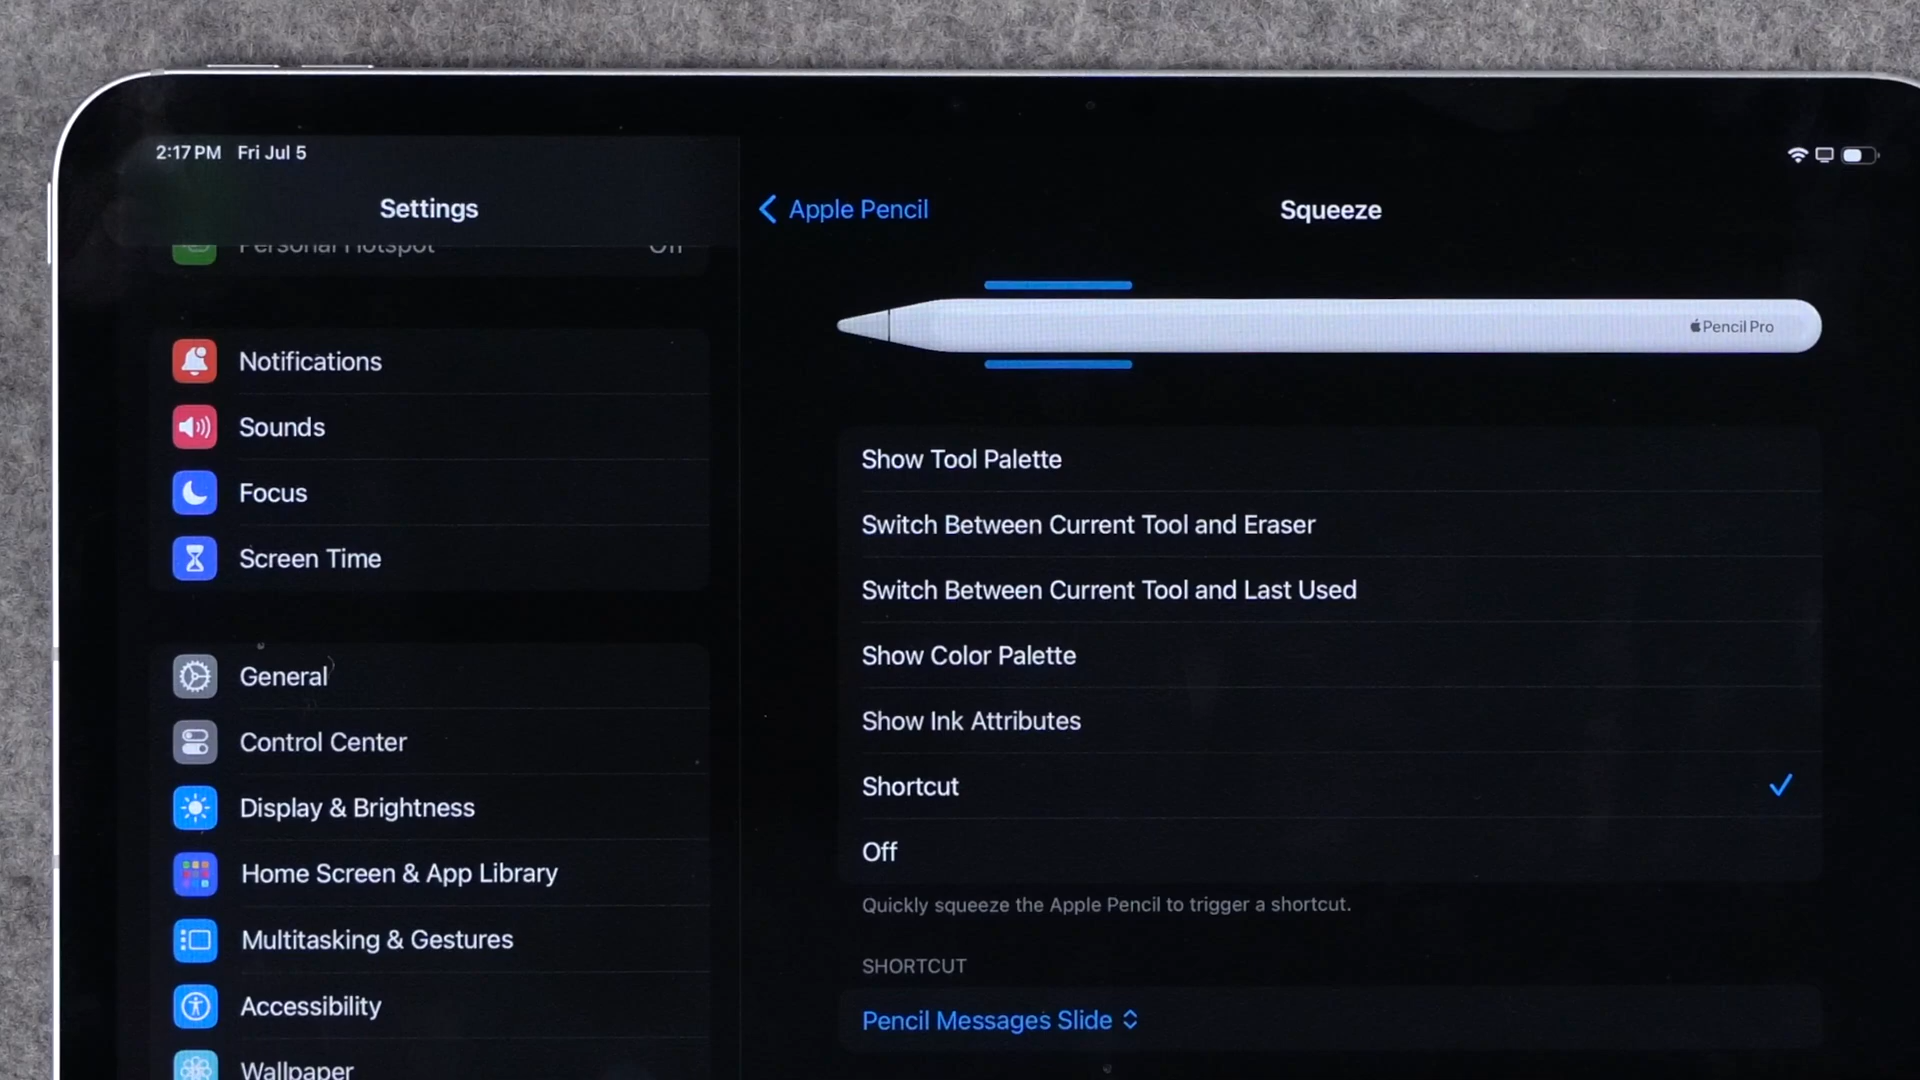 2:17 PM Fri Jul 5
Settings
Personal Hotspot Off
Notifications
Sounds
Focus
Screen Time
General
Control Center
Display & Brightness
Home Screen & App Library
Multitasking & Gestures
Accessibility
Wallpaper
Apple Pencil
Squeeze
Pencil Pro
Show Tool Palette
Switch Between Current Tool and Eraser
Switch Between Current Tool and Last Used
Show Color Palette
Show Ink Attributes
Shortcut
Off
Quickly squeeze the Apple Pencil to trigger a shortcut.
SHORTCUT
Pencil Messages Slide